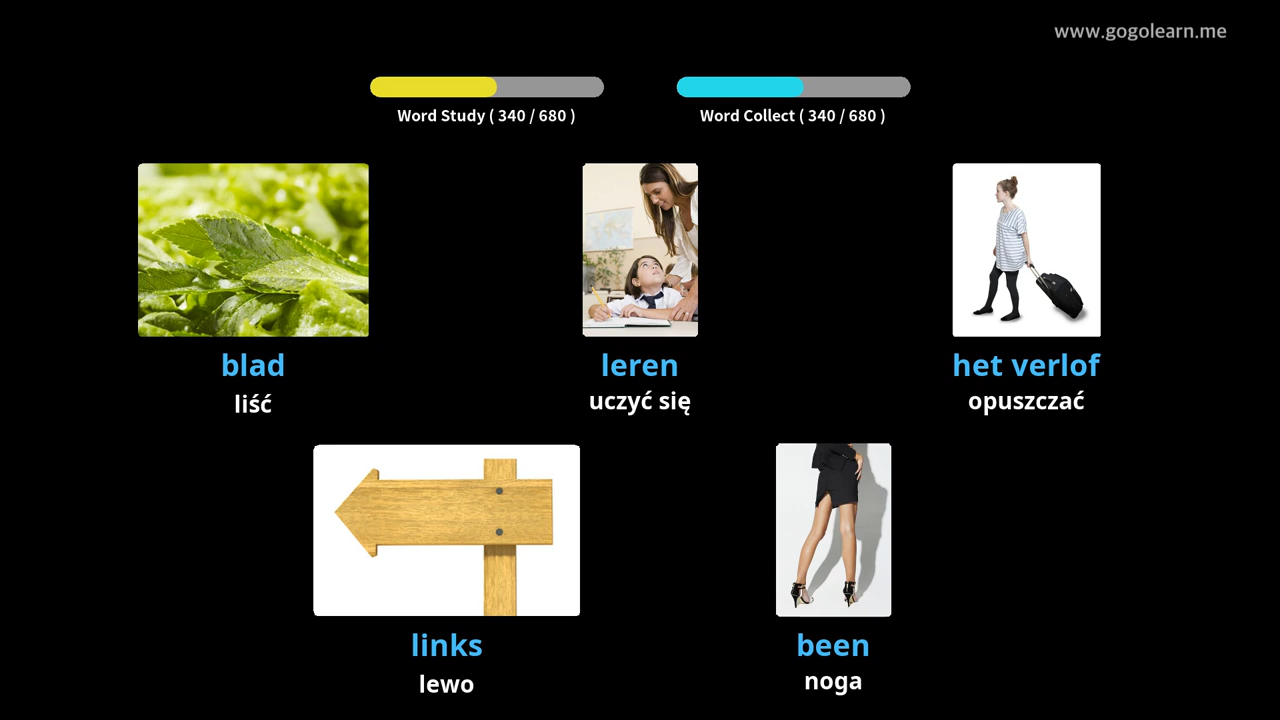 www.gogolearn.me
Word Study ( 340 / 680 )
Word Collect ( 340 / 680 )
blad
liść
leren
uczyć się
het verlof
opuszczać
links
lewo
been
noga